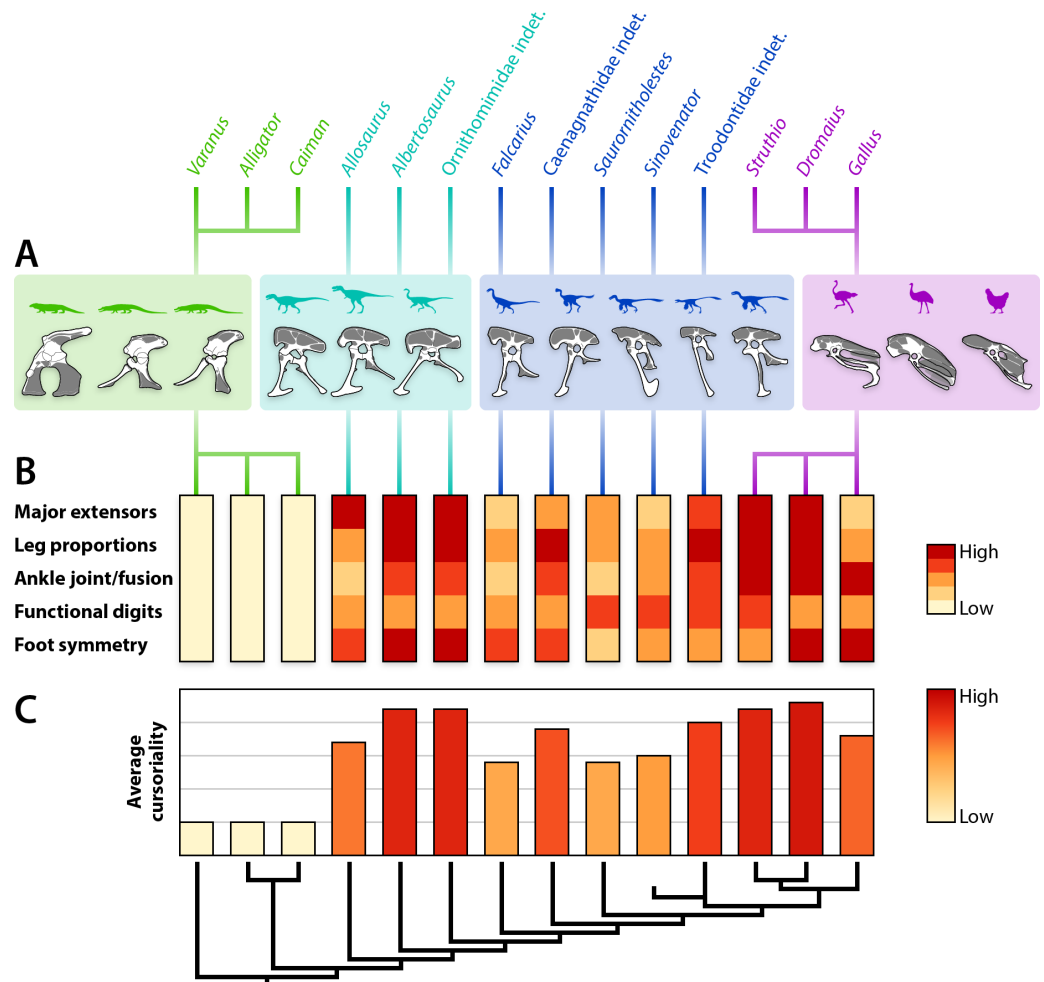 Varanus
Alligator
Caiman
Allosaurus
Albertosaurus
Ornithomimidae indet.
Falcarius
Caenagnathidae indet.
Saurornitholestes
Sinovenator
Troodontidae indet.
Struthio
Dromaius
Gallus
A
B
Major extensors
Leg proportions
Ankle joint/fusion
Functional digits
Foot symmetry
High
Low
C
Average
cursoriality
High
Low